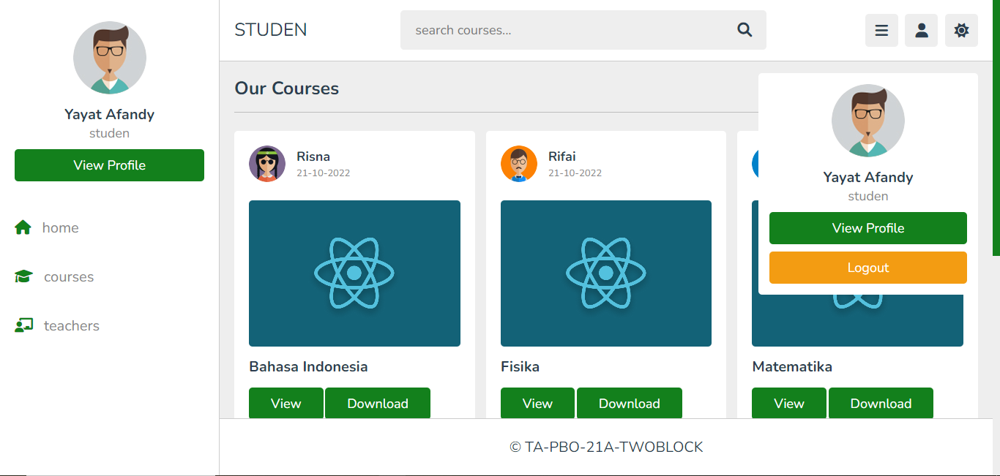 Yayat Afandy
studen
View Profile
home
courses
teachers
STUDEN
search courses...
Our Courses
Risna
21-10-2022
Bahasa Indonesia
View Download
Rifai
21-10-2022
Fisika
View Download
Matematika
View Download
Yayat Afandy
studen
View Profile
Logout
© TA-PBO-21A-TWOBLOCK